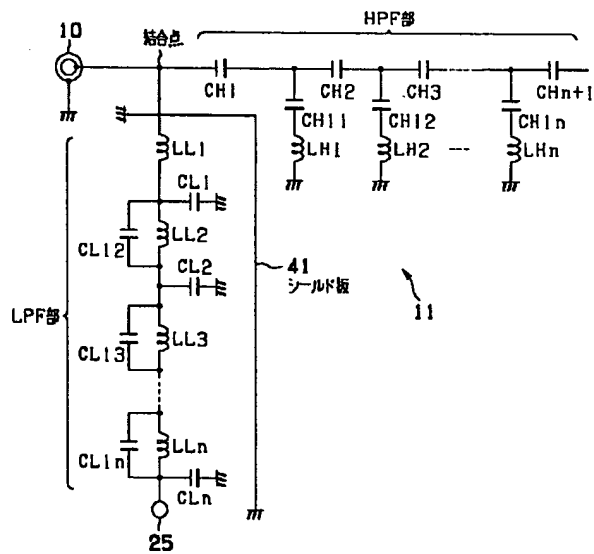 HPF部
10
結合点
CH1
CH2
CH3
CHn+1
CH11
CH12
CH1n
LH1
LH2
---
LHn
LL1
CL1
CL12
LL2
CL2
41
シールド板
11
LPF部
CL13
LL3
CL1n
LLn
CLn
25